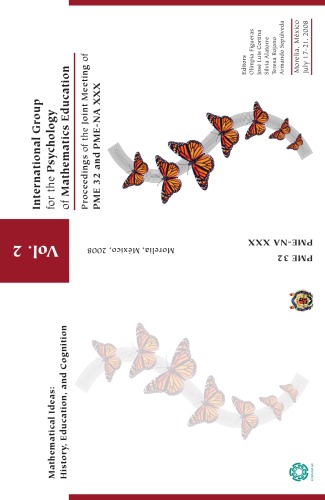 International Group
for the Psychology
of Mathematics Education
Proceedings of the Joint Meeting of
PME 32 and PME-NA XXX
Editors
Olimpia Figueras
José Luis Cortina
Silvia Alatorre
Teresa Rojano
Armando Sepúlveda
Morelia, México
July 17-21, 2008
Vol. 2
Morelia, México, 2008
PME 32
PME-NA XXX
Mathematical Ideas:
History, Education, and Cognition